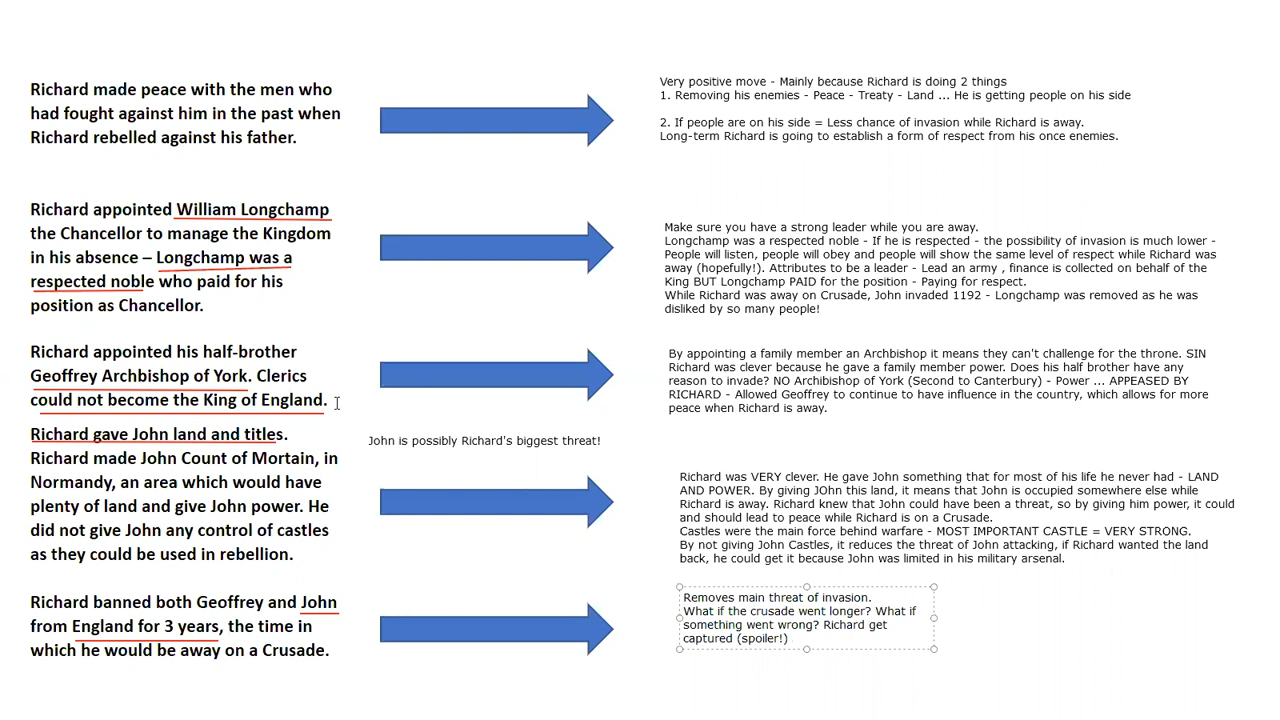 Richard made peace with the men who
had fought against him in the past when
Richard rebelled against his father.
Very positive move - Mainly because Richard is doing 2 things
1. Removing his enemies - Peace - Treaty - Land ... He is getting people on his side
2. If people are on his side = Less chance of invasion while Richard is away.
Long-term Richard is going to establish a form of respect from his once enemies.
Richard appointed William Longchamp
the Chancellor to manage the Kingdom
in his absence – Longchamp was a
respected noble who paid for his
position as Chancellor.
Make sure you have a strong leader while you are away.
Longchamp was a respected noble - If he is respected - the possibility of invasion is much lower -
People will listen, people will obey and people will show the same level of respect while Richard was
away (hopefully!). Attributes to be a leader - Lead an army , finance is collected on behalf of the
King BUT Longchamp PAID for the position - Paying for respect.
While Richard was away on Crusade, John invaded 1192 - Longchamp was removed as he was
disliked by so many people!
Richard appointed his half-brother
Geoffrey Archbishop of York. Clerics
could not become the King of England.
By appointing a family member an Archbishop it means they can't challenge for the throne. SIN
Richard was clever because he gave a family member power. Does his half brother have any
reason to invade? NO Archbishop of York (Second to Canterbury) - Power ... APPEASED BY
RICHARD - Allowed Geoffrey to continue to have influence in the country, which allows for more
peace when Richard is away.
Richard gave John land and titles.
Richard made John Count of Mortain, in
Normandy, an area which would have
plenty of land and give John power. He
did not give John any control of castles
as they could be used in rebellion.
John is possibly Richard's biggest threat!
Richard was VERY clever. He gave John something that for most of his life he never had - LAND
AND POWER. By giving JOhn this land, it means that John is occupied somewhere else while
Richard is away. Richard knew that John could have been a threat, so by giving him power, it could
and should lead to peace while Richard is on a Crusade.
Castles were the main force behind warfare - MOST IMPORTANT CASTLE = VERY STRONG.
By not giving John Castles, it reduces the threat of John attacking, if Richard wanted the land
back, he could get it because John was limited in his military arsenal.
Richard banned both Geoffrey and John
from England for 3 years, the time in
which he would be away on a Crusade.
Removes main threat of invasion.
What if the crusade went longer? What if
something went wrong? Richard get
captured (spoiler!)